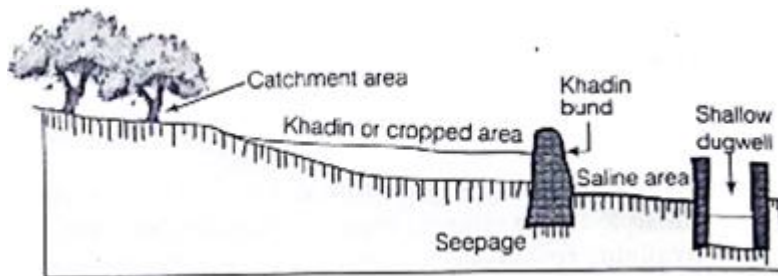 Catchment area
Khadin or cropped area
Khadin
bund
Shallow
dugwell
Saline area
Seepage